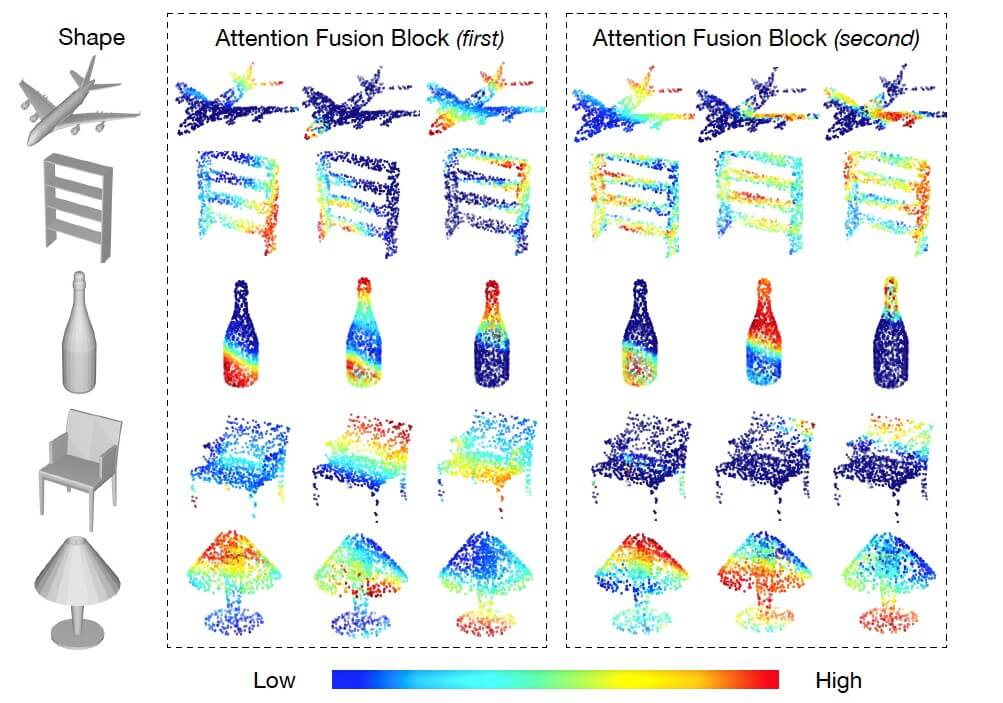 Shape
Attention Fusion Block (first)
Attention Fusion Block (second)
Low
High